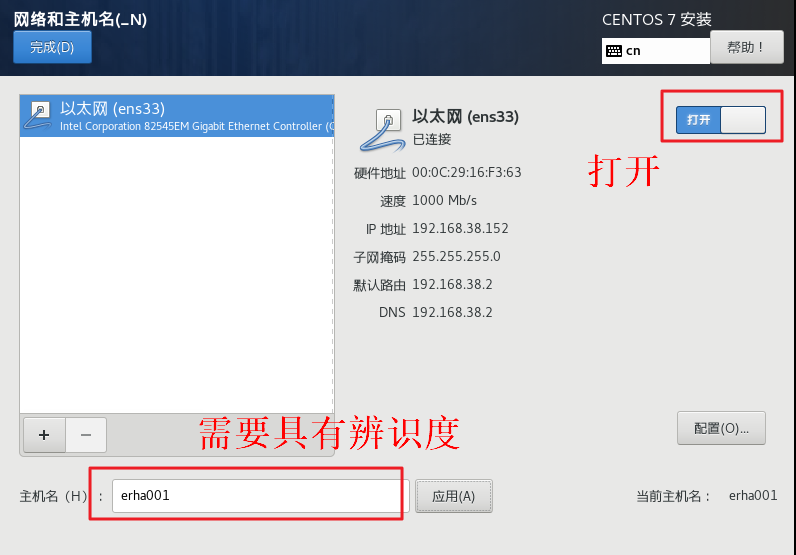 网络和主机名(_N)
CENTOS 7 安装
完成(D)
cn
帮助！
以太网 (ens33)
Intel Corporation 82545EM Gigabit Ethernet Controller (
以太网 (ens33)
已连接
打开
打开
硬件地址 00:0C:29:16:F3:63
速度 1000 Mb/s
IP 地址 192.168.38.152
子网掩码 255.255.255.0
默认路由 192.168.38.2
DNS 192.168.38.2
+ −
需要具有辨识度
配置(O)...
主机名（H）： erha001
应用(A)
当前主机名： erha001